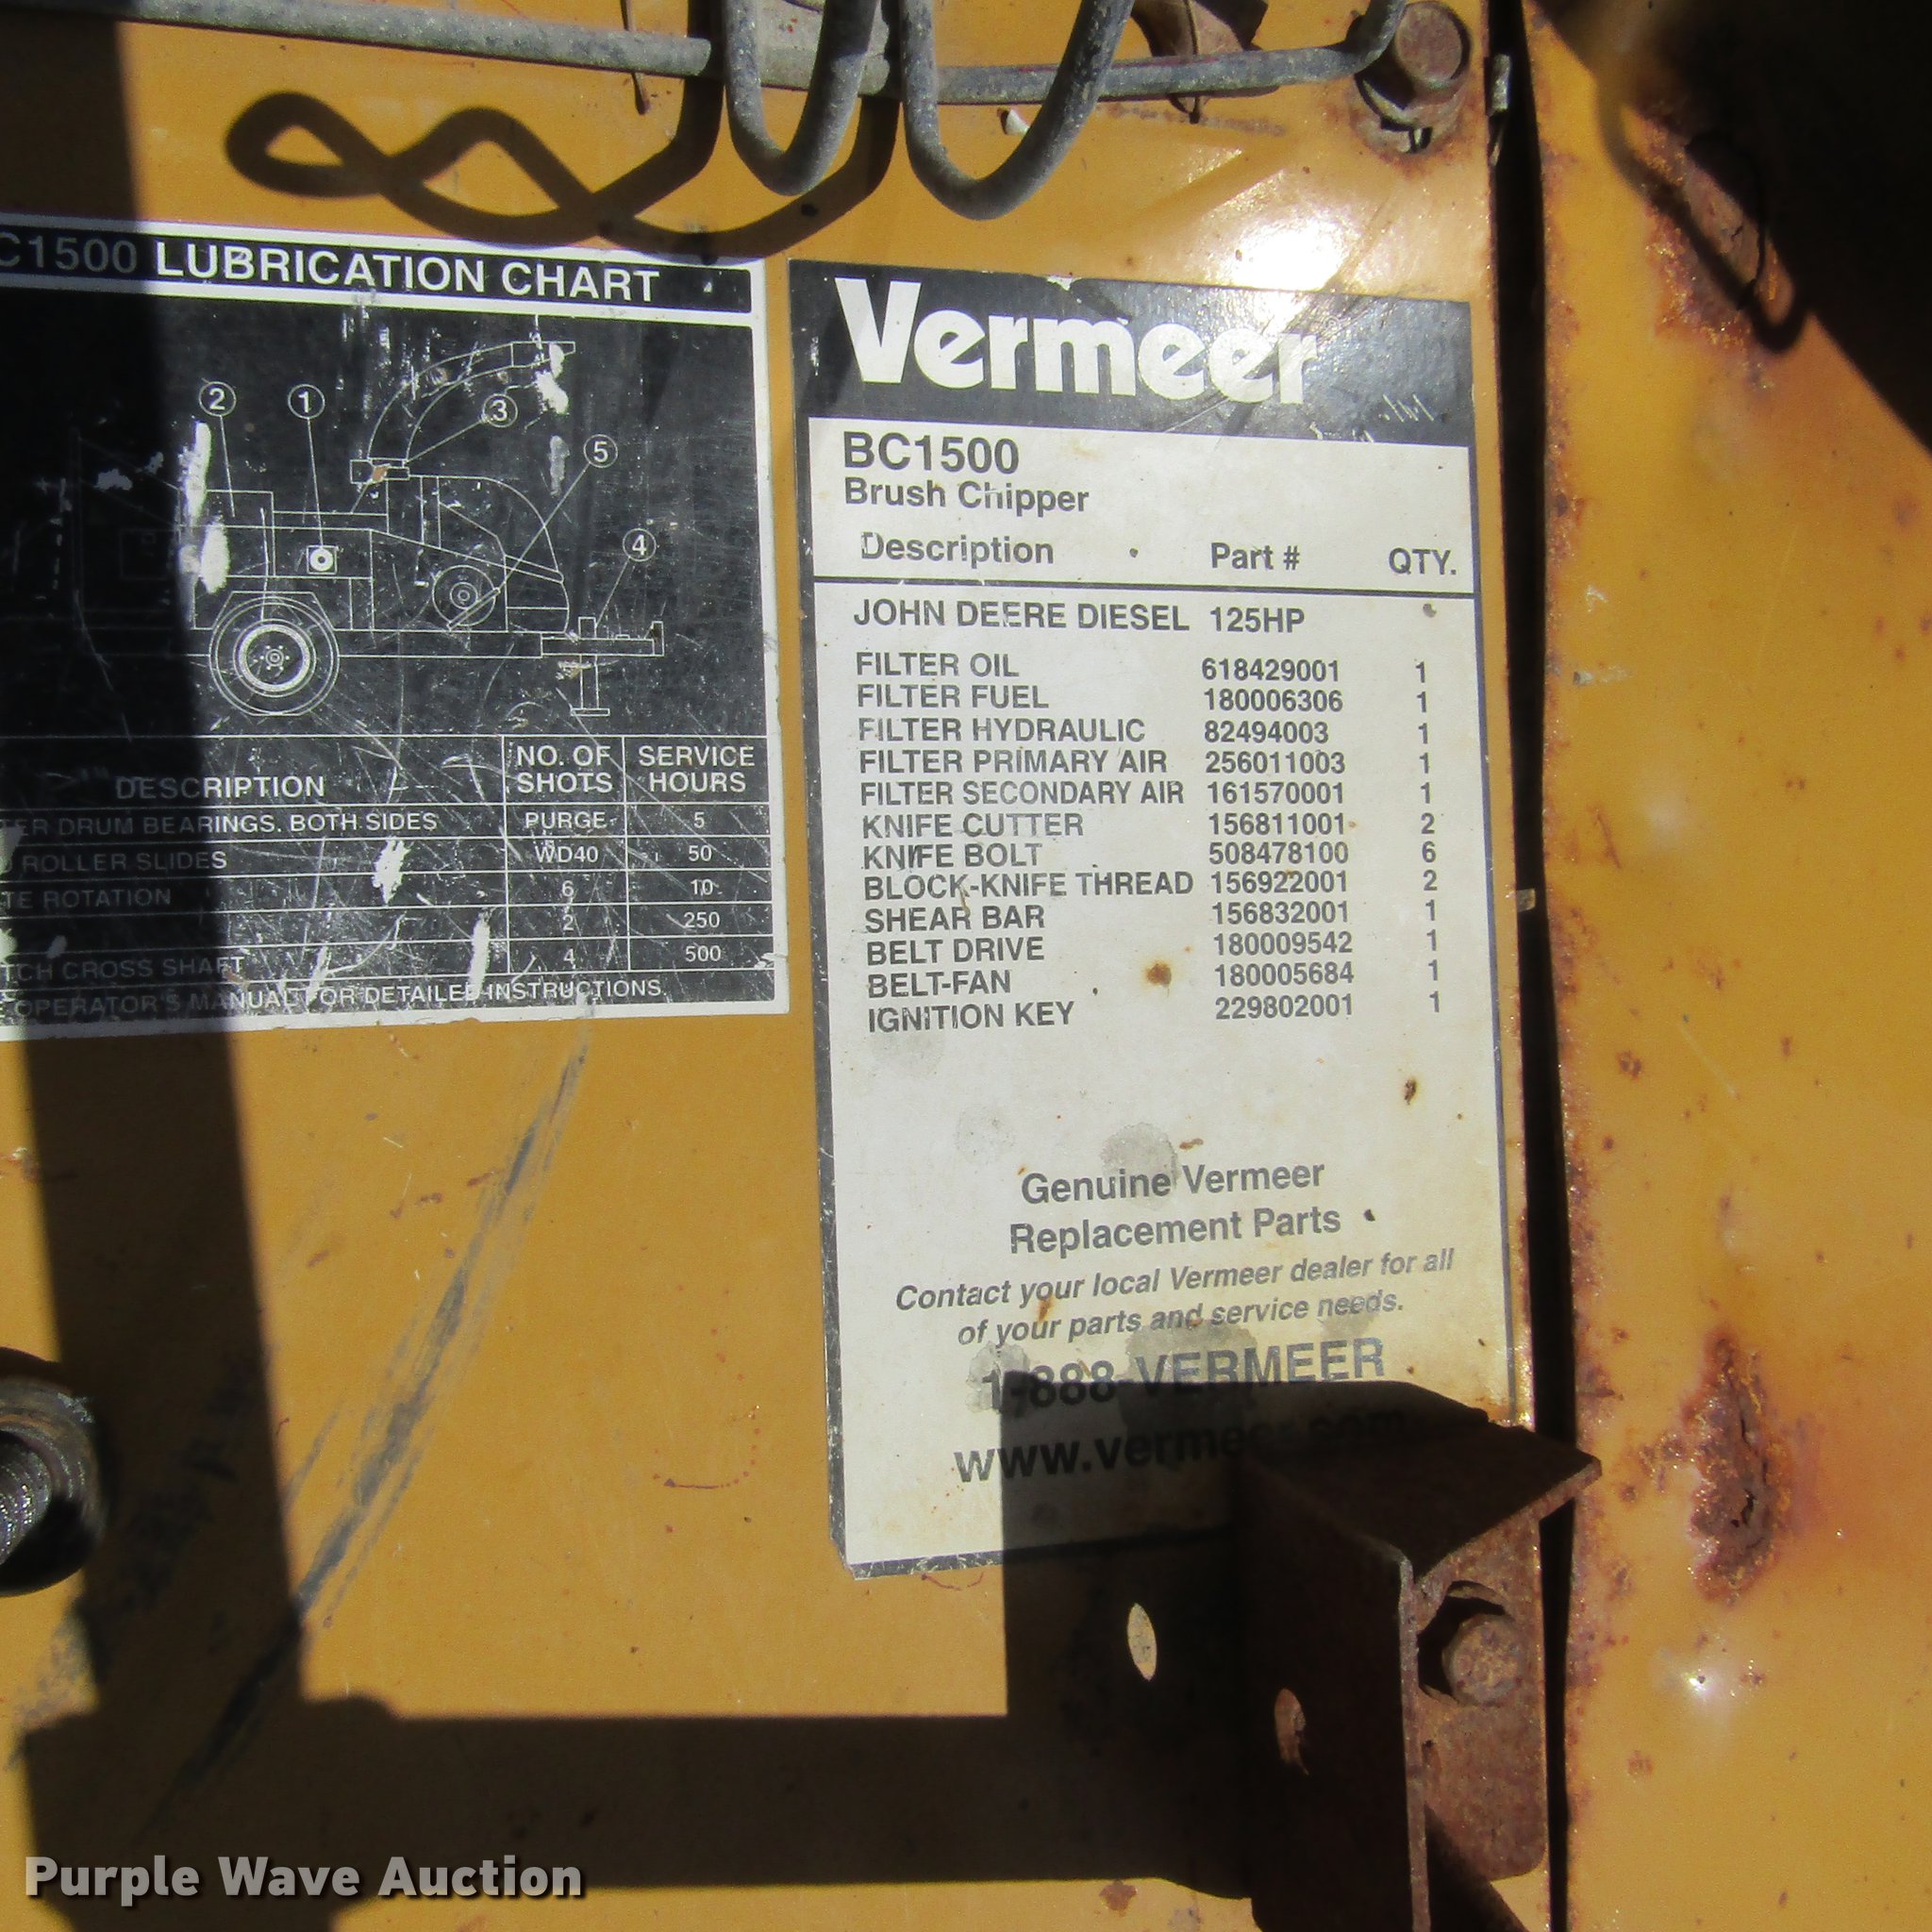 C1500 LUBRICATION CHART
2 1 3
5
4
DESCRIPTION NO. OF SHOTS SERVICE HOURS
TER DRUM BEARINGS, BOTH SIDES PURGE 5
ROLLER SLIDES WD40 50
TE ROTATION 6 10
2 250
TCH CROSS SHAFT 4 500
OPERATOR'S MANUAL FOR DETAILED INSTRUCTIONS
Vermeer
BC1500
Brush Chipper
Description Part # QTY.
JOHN DEERE DIESEL 125HP
FILTER OIL 618429001 1
FILTER FUEL 180006306 1
FILTER HYDRAULIC 82494003 1
FILTER PRIMARY AIR 256011003 1
FILTER SECONDARY AIR 161570001 1
KNIFE CUTTER 156811001 2
KNIFE BOLT 508478100 6
BLOCK-KNIFE THREAD 156922001 2
SHEAR BAR 156832001 1
BELT DRIVE 180009542 1
BELT-FAN 180005684 1
IGNITION KEY 229802001 1
Genuine Vermeer
Replacement Parts
Contact your local Vermeer dealer for all
of your parts and service needs.
1-888-VERMEER
www.vermeer.com
Purple Wave Auction